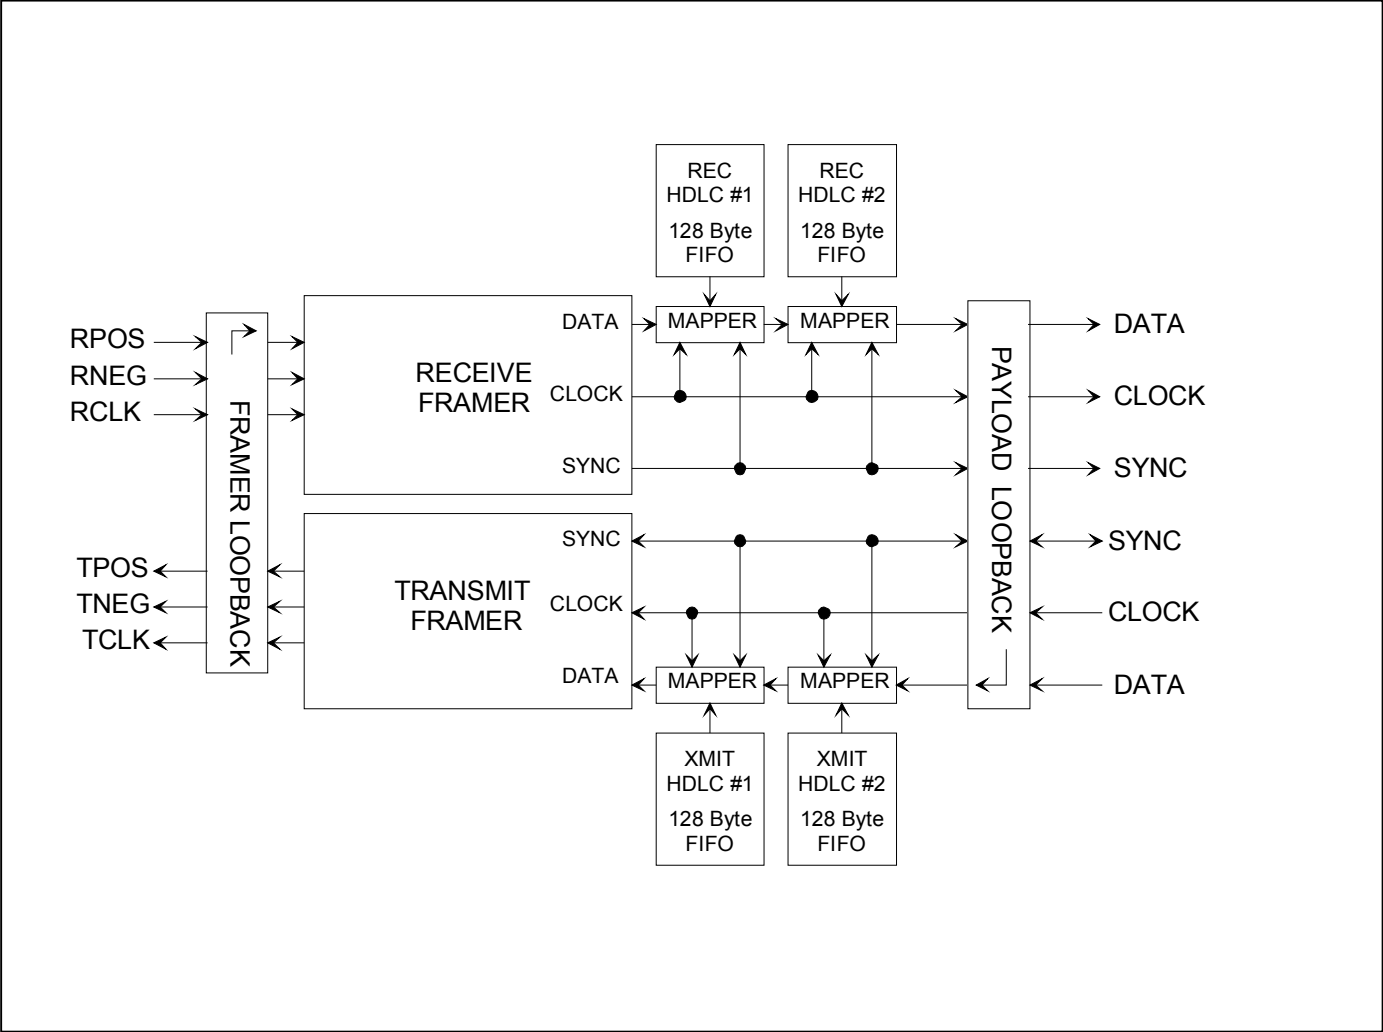 REC
HDLC #1
128 Byte
FIFO
REC
HDLC #2
128 Byte
FIFO
RPOS
RNEG
RCLK
FRAMER LOOPBACK
RECEIVE
FRAMER
DATA
CLOCK
SYNC
MAPPER
MAPPER
PAYLOAD LOOPBACK
DATA
CLOCK
SYNC
TPOS
TNEG
TCLK
TRANSMIT
FRAMER
SYNC
CLOCK
DATA
MAPPER
MAPPER
SYNC
CLOCK
DATA
XMIT
HDLC #1
128 Byte
FIFO
XMIT
HDLC #2
128 Byte
FIFO